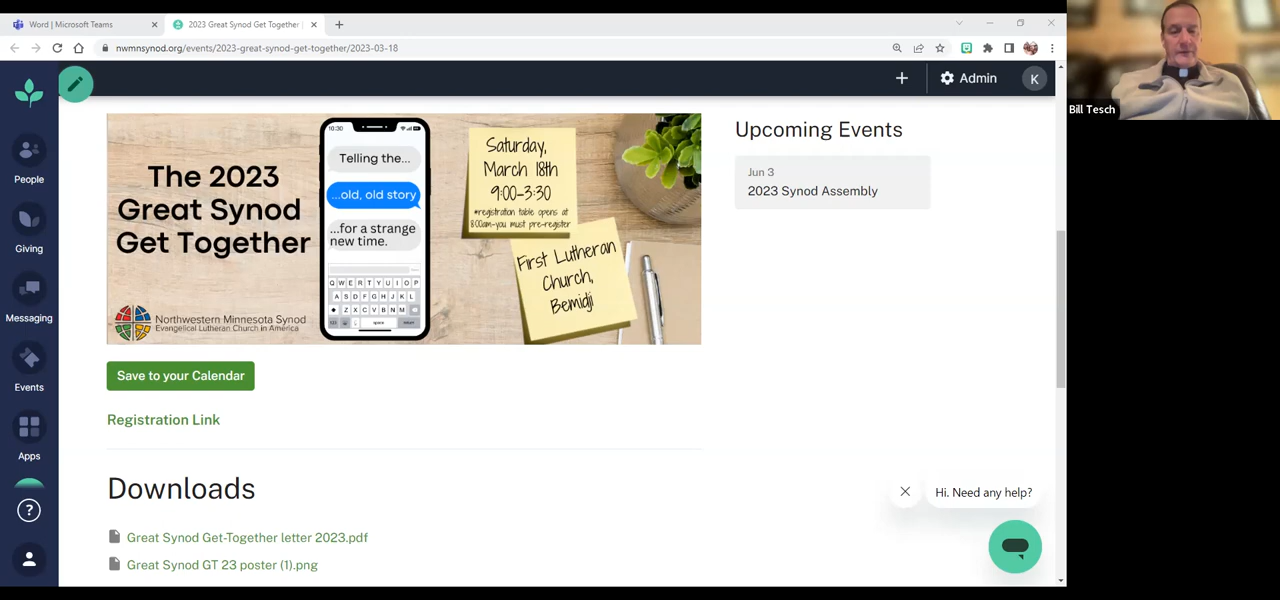 Word | Microsoft Teams
2023 Great Synod Get Together |
nwmnsynod.org/events/2023-great-synod-get-together/2023-03-18
Admin
K
Bill Tesch
People
Giving
Messaging
Events
Apps
?
The 2023
Great Synod
Get Together
10:30
Telling the...
...old, old story
...for a strange
new time.
Q W E R T Y U I O P
A S D F G H J K L
Z X C V B N M
space
return
Saturday,
March 18th
9:00-3:30
*registration table opens at
8:00am-you must pre-register
First Lutheran
Church,
Bemidji
Northwestern Minnesota Synod
Evangelical Lutheran Church in America
Upcoming Events
Jun 3
2023 Synod Assembly
Save to your Calendar
Registration Link
Downloads
Great Synod Get-Together letter 2023.pdf
Great Synod GT 23 poster (1).png
Hi. Need any help?